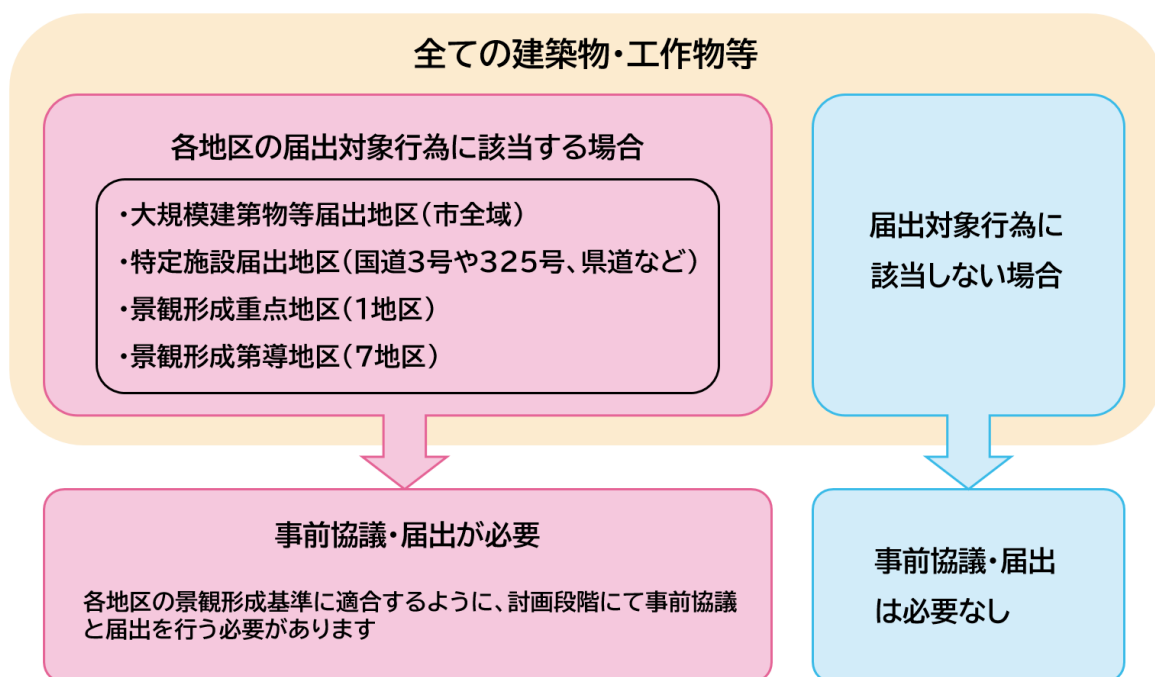 全ての建築物・工作物等
各地区の届出対象行為に該当する場合
・大規模建第物等届出地区(市全域)
・特定施設届出地区(国道3号や325号、県道など)
・景観形成重点地区(1地区)
・景観形成第導地区(7地区)
届出対象行為に
該当しない場合
事前協議・届出が必要
各地区の景観形成基準に適合するように、計画段階にて事前協議
と届出を行う必要があります
事前協議・届出
は必要なし